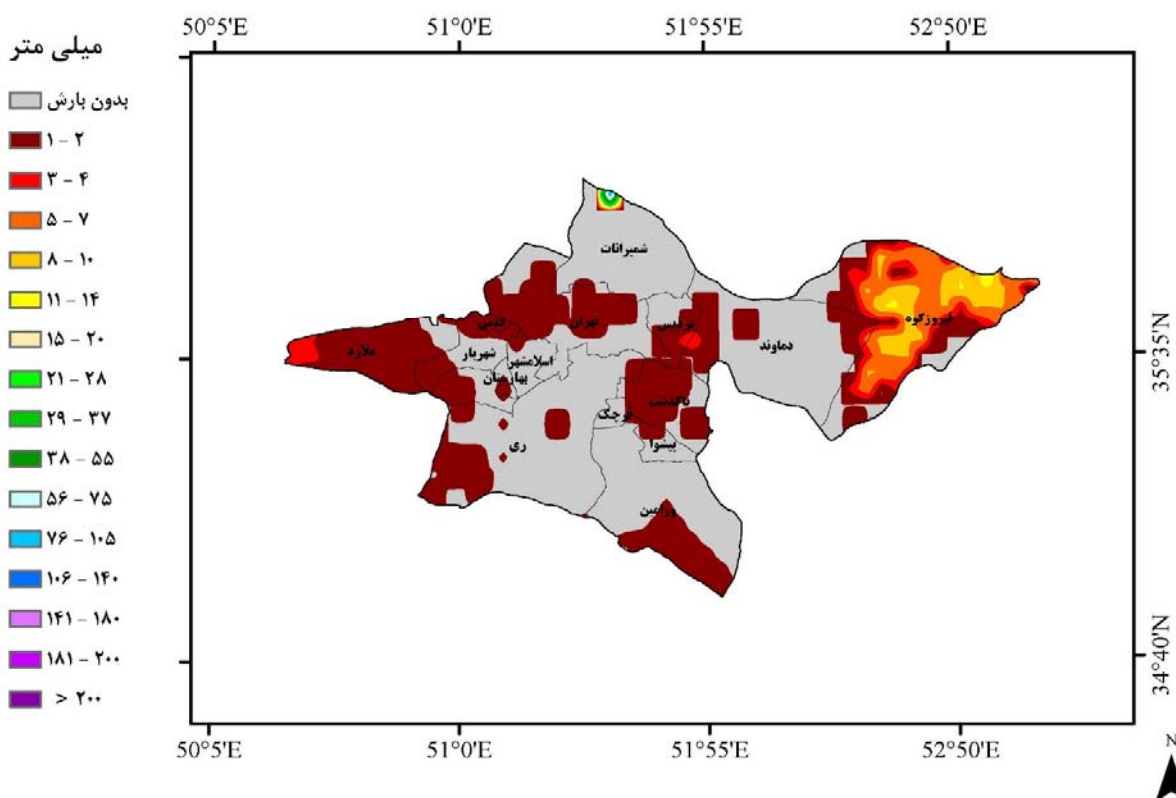 50°5'E 51°0'E 51°55'E 52°50'E
میلی متر
بدون بارش
۱ - ۲
۳ - ۴
۵ - ۷
۸ - ۱۰
۱۱ - ۱۴
۱۵ - ۲۰
۲۱ - ۲۸
۲۹ - ۳۷
۳۸ - ۵۵
۵۶ - ۷۵
۷۶ - ۱۰۵
۱۰۶ - ۱۴۰
۱۴۱ - ۱۸۰
۱۸۱ - ۲۰۰
> ۲۰۰
شمیرانات
فیروزکوه
تهران
قدس
پردیس
دماوند
ملارد
شهریار
اسلامشهر
بهارستان
پاکدشت
قرچک
ری
پیشوا
ورامین
35°35'N
34°40'N
50°5'E 51°0'E 51°55'E 52°50'E
N